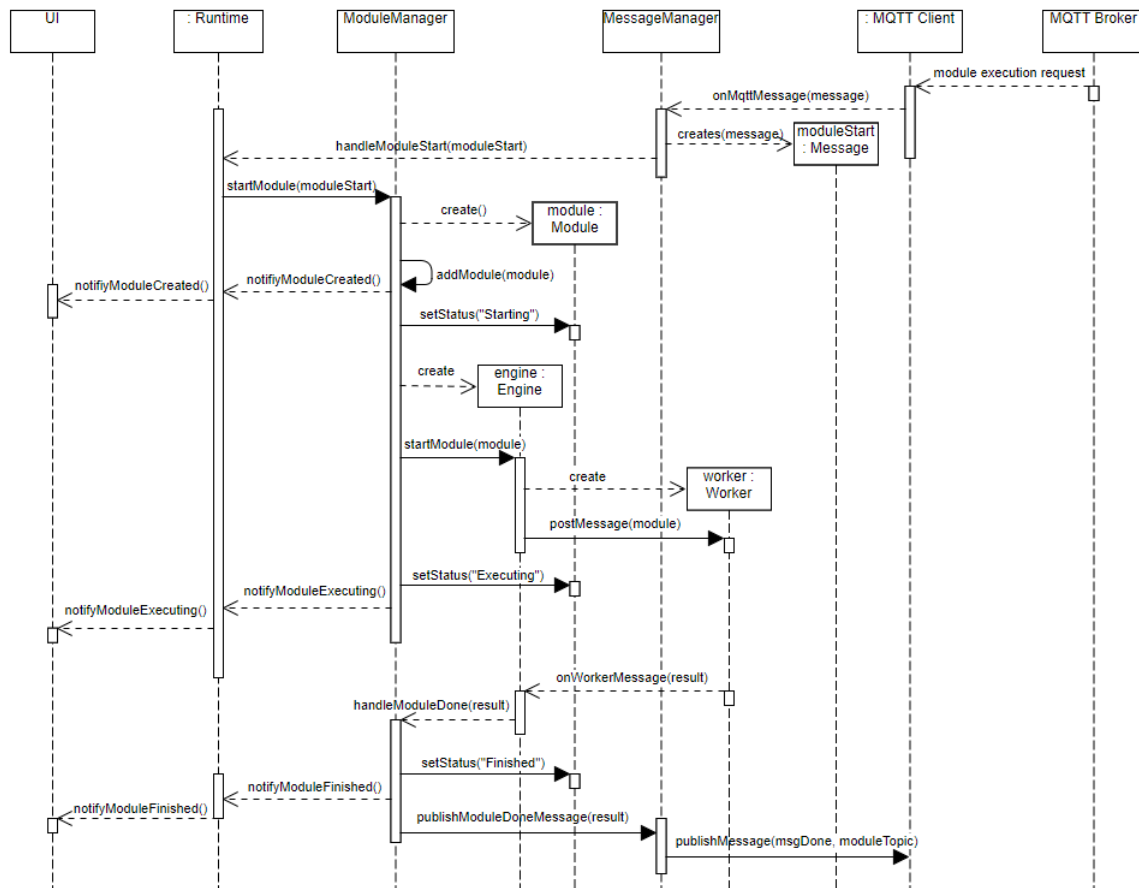 UI
: Runtime
ModuleManager
MessageManager
: MQTT Client
MQTT Broker
module execution request
onMqttMessage(message)
creates(message)
moduleStart
: Message
handleModuleStart(moduleStart)
startModule(moduleStart)
create()
module :
Module
addModule(module)
notifiyModuleCreated()
notifiyModuleCreated()
setStatus("Starting")
create
engine :
Engine
startModule(module)
create
worker :
Worker
postMessage(module)
setStatus("Executing")
notifyModuleExecuting()
notifyModuleExecuting()
onWorkerMessage(result)
handleModuleDone(result)
setStatus("Finished")
notifyModuleFinished()
notifyModuleFinished()
publishModuleDoneMessage(result)
publishMessage(msgDone, moduleTopic)